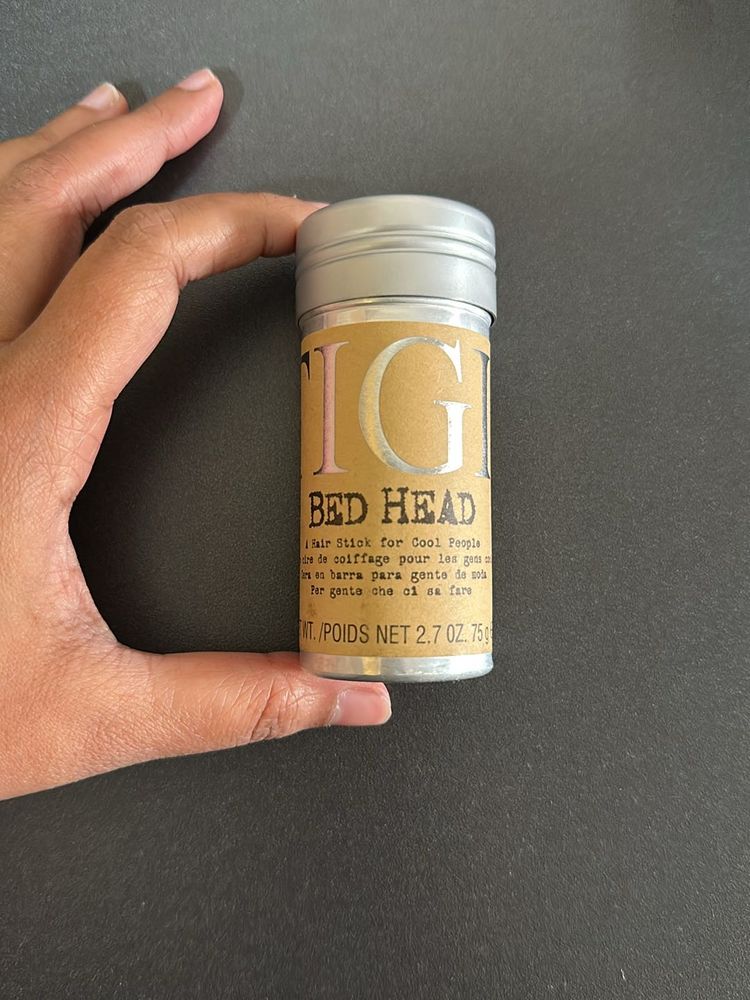 TIGI
BED HEAD
A Hair Stick for Cool People
cire de coiffage pour les gens
Cera en barra para gente de moda
Per gente che ci sa fare
WT. /POIDS NET 2.7 OZ. 75 g